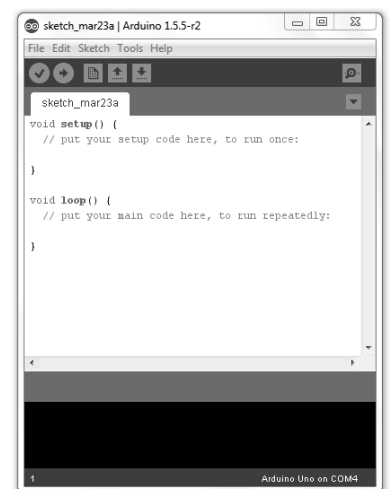 sketch_mar23a | Arduino 1.5.5-r2
File Edit Sketch Tools Help
sketch_mar23a
void setup() {
  // put your setup code here, to run once:
}
void loop() {
  // put your main code here, to run repeatedly:
}
1 Arduino Uno on COM4